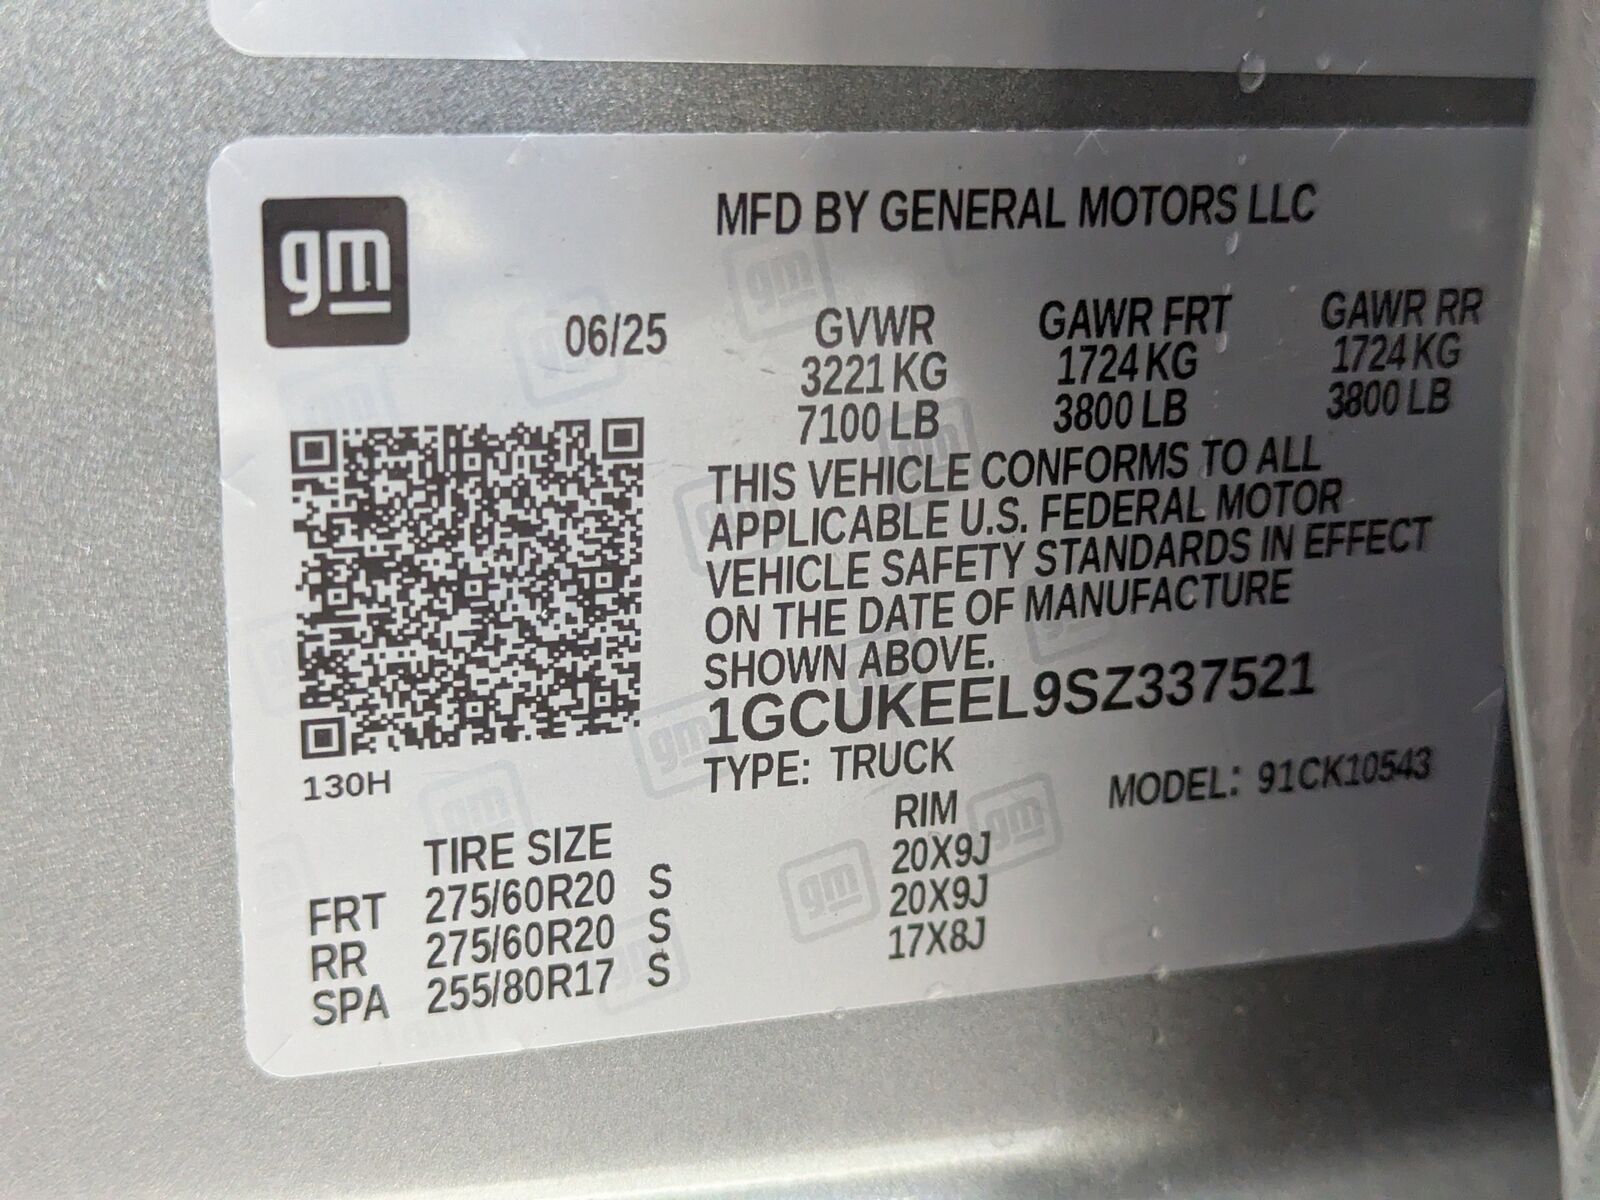 gm
MFD BY GENERAL MOTORS LLC
06/25
GVWR GAWR FRT GAWR RR
3221 KG 1724 KG 1724 KG
7100 LB 3800 LB 3800 LB
THIS VEHICLE CONFORMS TO ALL
APPLICABLE U.S. FEDERAL MOTOR
VEHICLE SAFETY STANDARDS IN EFFECT
ON THE DATE OF MANUFACTURE
SHOWN ABOVE.
1GCUKEEL9SZ337521
TYPE: TRUCK MODEL: 91CK10543
130H
TIRE SIZE RIM
FRT 275/60R20 S 20X9J
RR 275/60R20 S 20X9J
SPA 255/80R17 S 17X8J